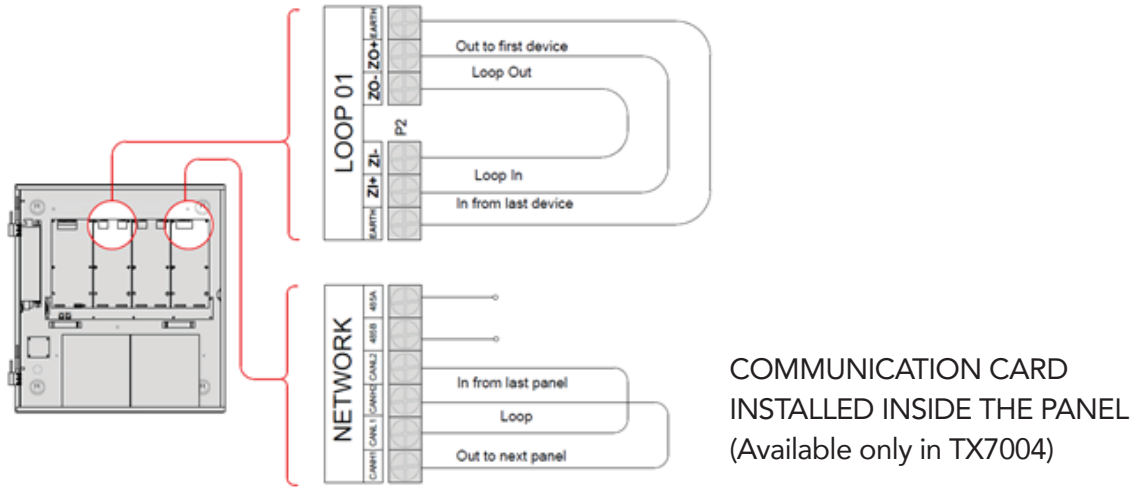 LOOP 01
EARTH
ZO+
ZO-
P2
ZI-
ZI+
EARTH
Out to first device
Loop Out
Loop In
In from last device
NETWORK
485A
485B
CANL2
CANH2
CANL1
CANH1
In from last panel
Loop
Out to next panel
COMMUNICATION CARD
INSTALLED INSIDE THE PANEL
(Available only in TX7004)